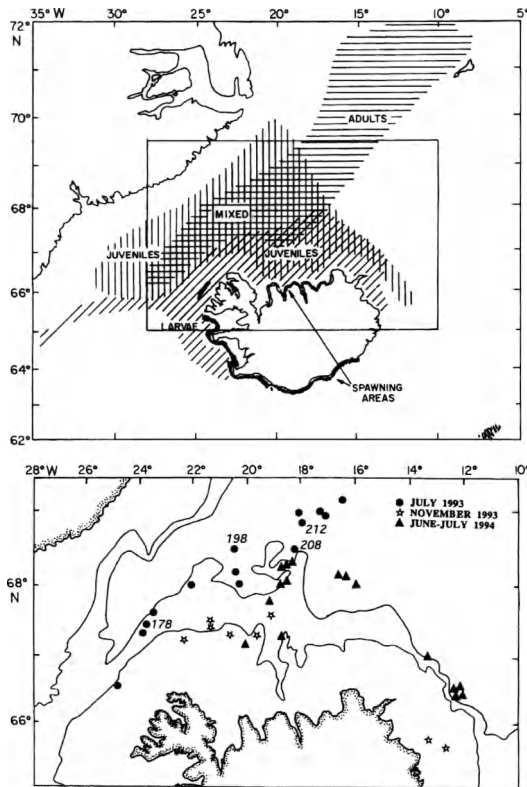 35°W 30° 25° 20° 15° 10° 5°
72°
N
ADULTS
70°
68°
MIXED
JUVENILES
JUVENILES
66°
LARVAE
64°
SPAWNING
AREAS
62°
28° W 26° 24° 22° 20° 18° 16° 14° 12° 10°
JULY 1993
NOVEMBER 1993
JUNE-JULY 1994
212
198
208
68°
N
178
66°